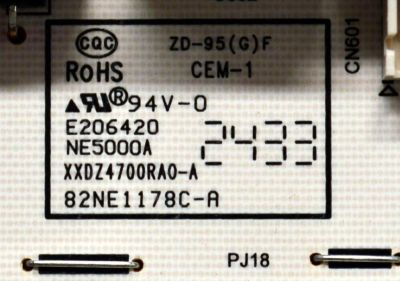 CQC
ZD-95(G)F
RoHS
CEM-1
94V-0
E206420
NE5000A
2433
XXDZ4700RA0-A
82NE1178C-A
CN601
PJ18